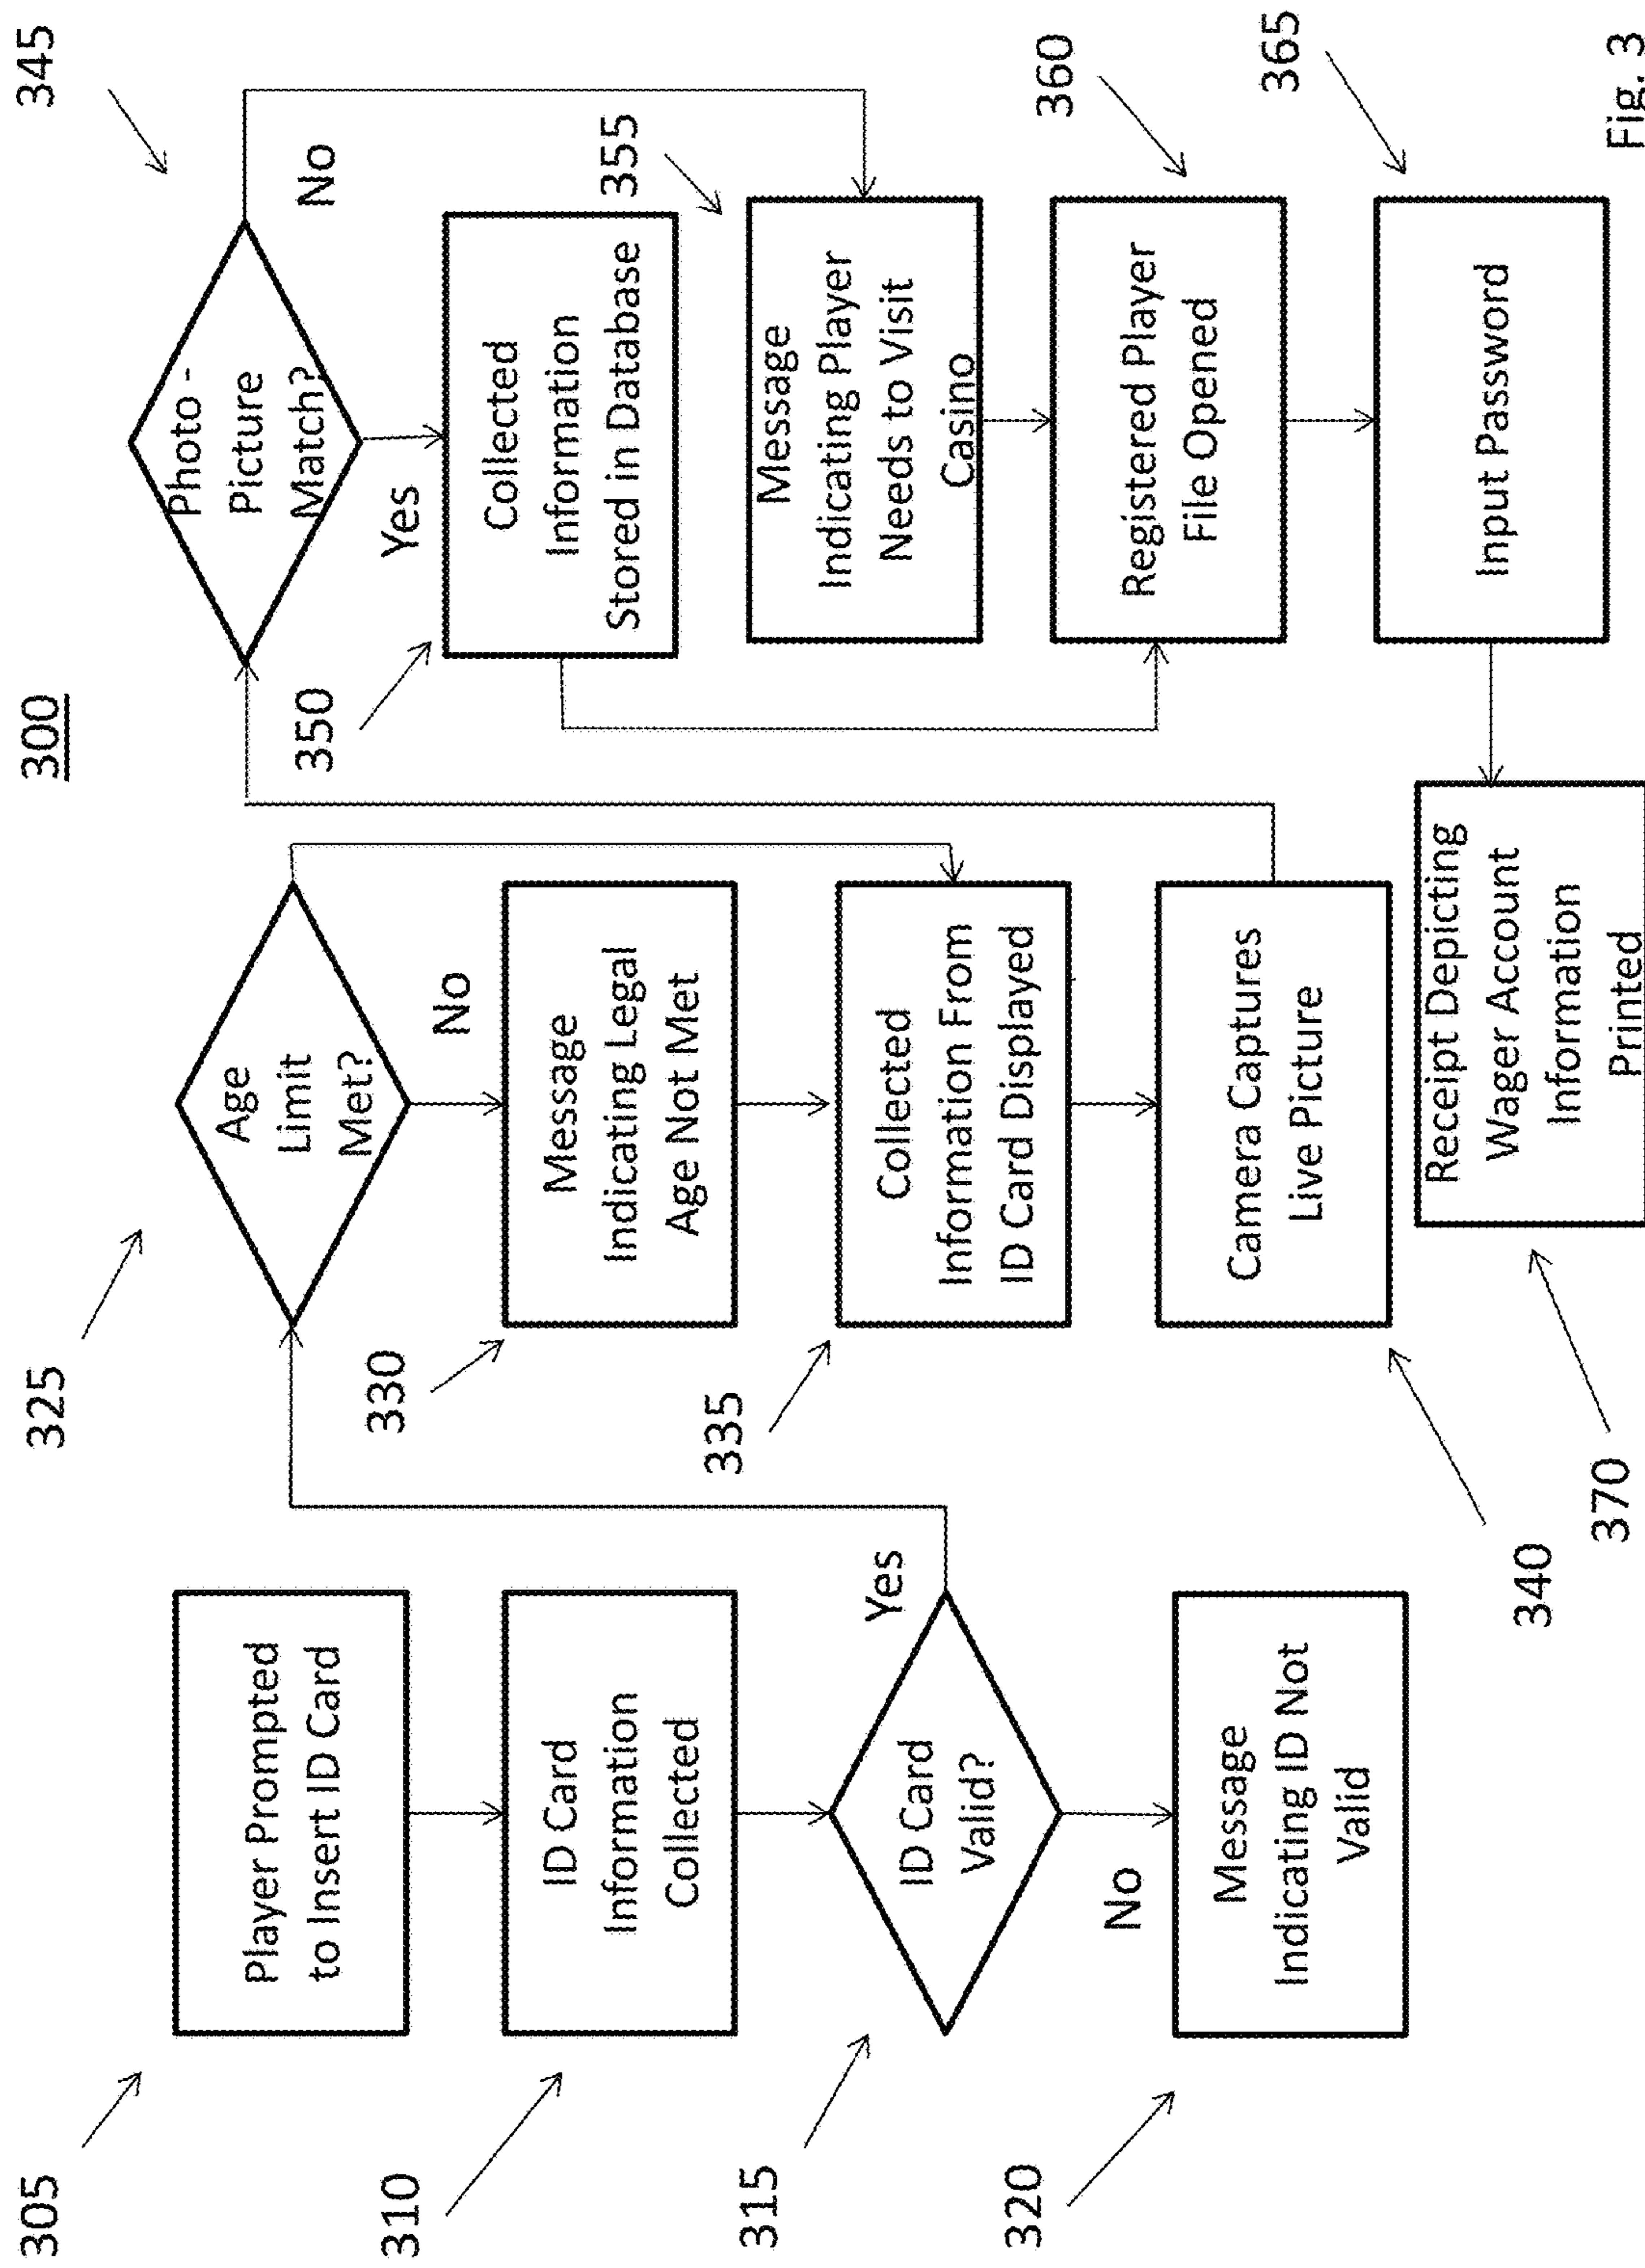 300
305
Player Prompted
to Insert ID Card
310
ID Card
Information
Collected
315
ID Card
Valid?
Yes
No
320
Message
Indicating ID Not
Valid
325
Age
Limit
Met?
No
330
Message
Indicating Legal
Age Not Met
335
Collected
Information From
ID Card Displayed
340
Camera Captures
Live Picture
345
Photo -
Picture
Match?
No
Yes
350
Collected
Information
Stored in Database
355
Message
Indicating Player
Needs to Visit
Casino
360
Registered Player
File Opened
365
Input Password
370
Receipt Depicting
Wager Account
Information
Printed
Fig. 3